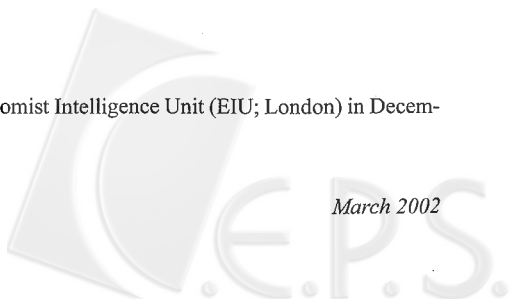 omist Intelligence Unit (EIU; London) in Decem-
March 2002
C.E.P.S.